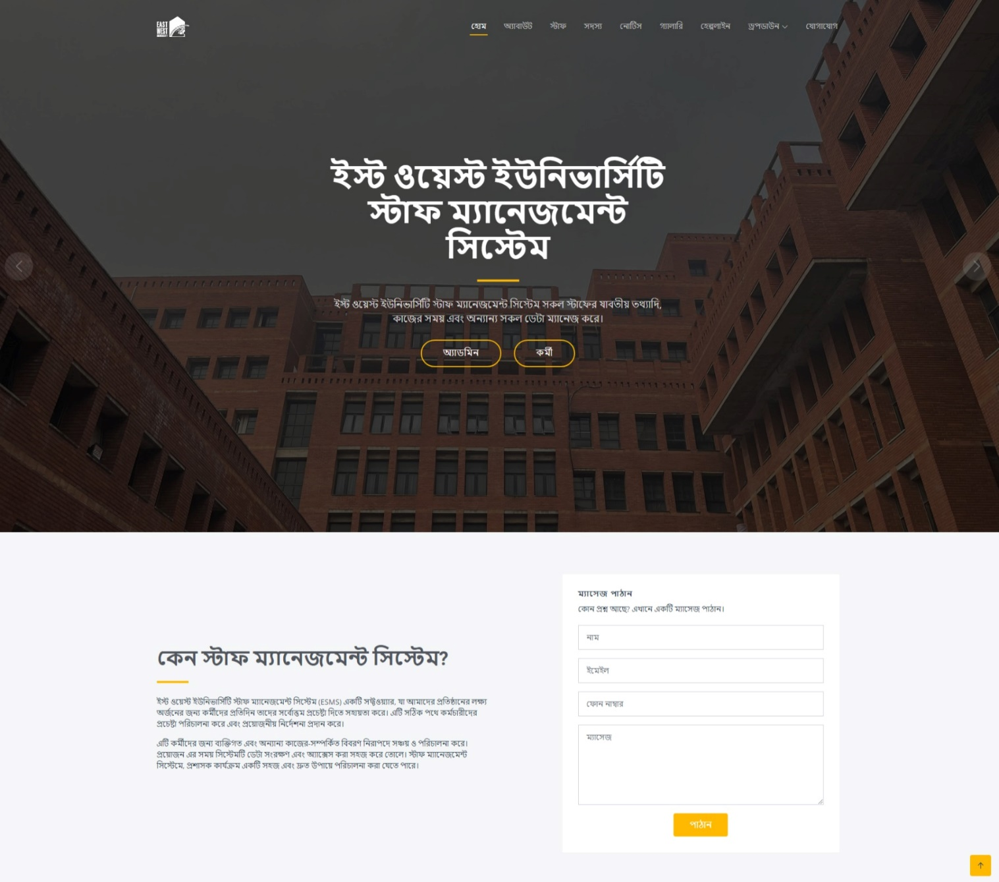 EAST
WEST
UNIVERSITY
হোম অ্যাবাউট স্টাফ সদস্য নোটিস গ্যালারি হেল্পলাইন ড্রপডাউন যোগাযোগ
ইস্ট ওয়েস্ট ইউনিভার্সিটি
স্টাফ ম্যানেজমেন্ট
সিস্টেম
ইস্ট ওয়েস্ট ইউনিভার্সিটি স্টাফ ম্যানেজমেন্ট সিস্টেম সকল স্টাফের যাবতীয় তথ্যাদি,
কাজের সময় এবং অন্যান্য সকল ডেটা ম্যানেজ করে।
অ্যাডমিন কর্মী
কেন স্টাফ ম্যানেজমেন্ট সিস্টেম?
ইস্ট ওয়েস্ট ইউনিভার্সিটি স্টাফ ম্যানেজমেন্ট সিস্টেম (ESMS) একটি সফ্টওয়্যার, যা আমাদের প্রতিষ্ঠানের লক্ষ্য
অর্জনের জন্য কর্মীদের প্রতিদিন তাদের সর্বোত্তম প্রচেষ্টা দিতে সহায়তা করে। এটি সঠিক পথে কর্মচারীদের
প্রচেষ্টা পরিচালনা করে এবং প্রয়োজনীয় নির্দেশনা প্রদান করে।
এটি কর্মীদের জন্য ব্যক্তিগত এবং অন্যান্য কাজের-সম্পর্কিত বিবরণ নিরাপদে সঞ্চয় ও পরিচালনা করে।
প্রয়োজন এর সময় সিস্টেমটি ডেটা সংরক্ষণ এবং অ্যাক্সেস করা সহজ করে তোলে। স্টাফ ম্যানেজমেন্ট
সিস্টেমে, প্রশাসক কার্যক্রম একটি সহজ এবং দ্রুত উপায়ে পরিচালনা করা যেতে পারে।
ম্যাসেজ পাঠান
কোন প্রশ্ন আছে? এখানে একটি ম্যাসেজ পাঠান।
নাম
ইমেইল
ফোন নাম্বার
ম্যাসেজ
পাঠান